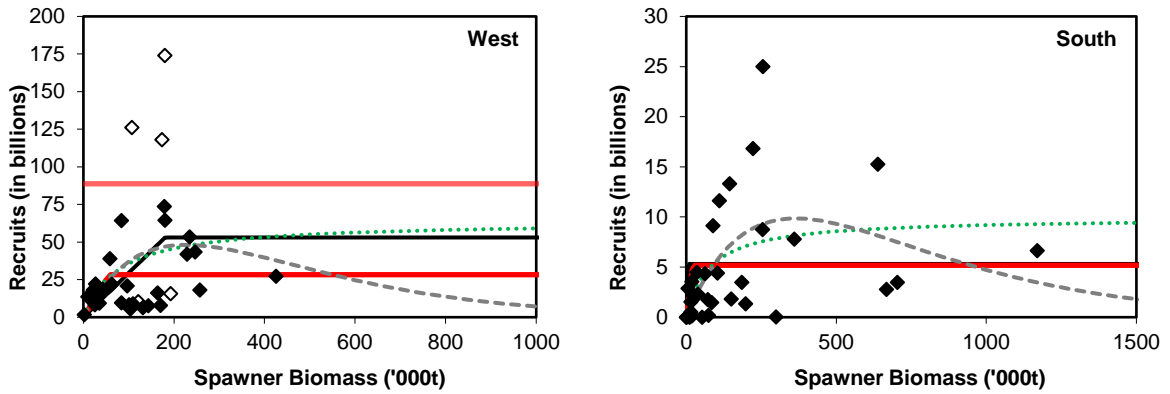 West
Recruits (in billions)
200
175
150
125
100
75
50
25
0
0 200 400 600 800 1000
Spawner Biomass ('000t)
South
Recruits (in billions)
30
25
20
15
10
5
0
0 500 1000 1500
Spawner Biomass ('000t)